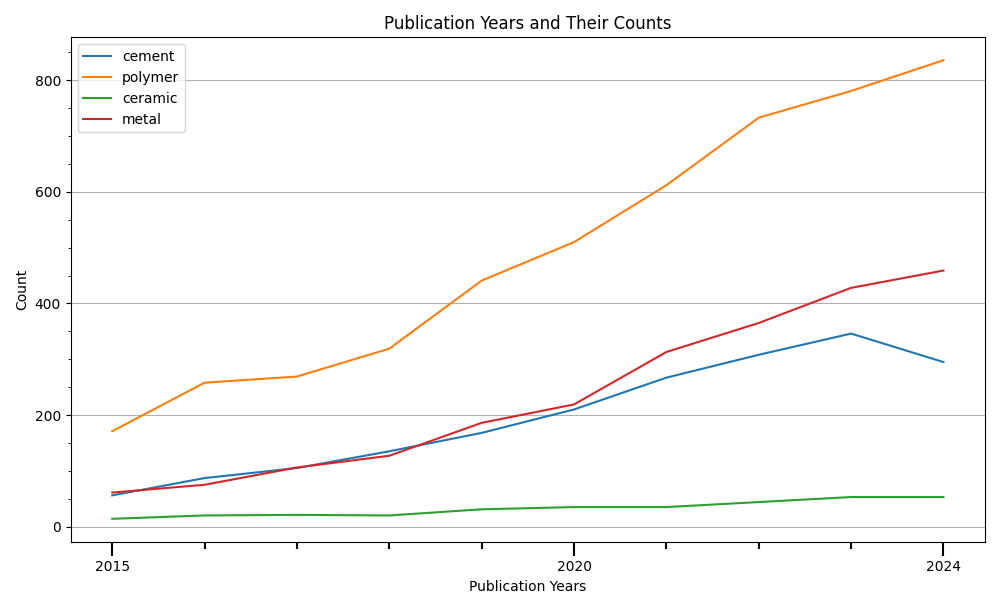 Publication Years and Their Counts
cement
polymer
ceramic
metal
800
600
400
200
0
Count
2015
2020
2024
Publication Years